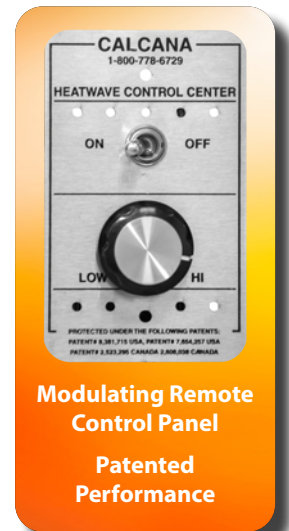 CALCANA
1-800-778-6729
HEATWAVE CONTROL CENTER
ON OFF
LOW HI
PROTECTED UNDER THE FOLLOWING PATENTS:
PATENT# 8,381,715 USA, PATENT# 7,654,257 USA
PATENT# 2,523,295 CANADA 2,608,038 CANADA
Modulating Remote
Control Panel
Patented
Performance